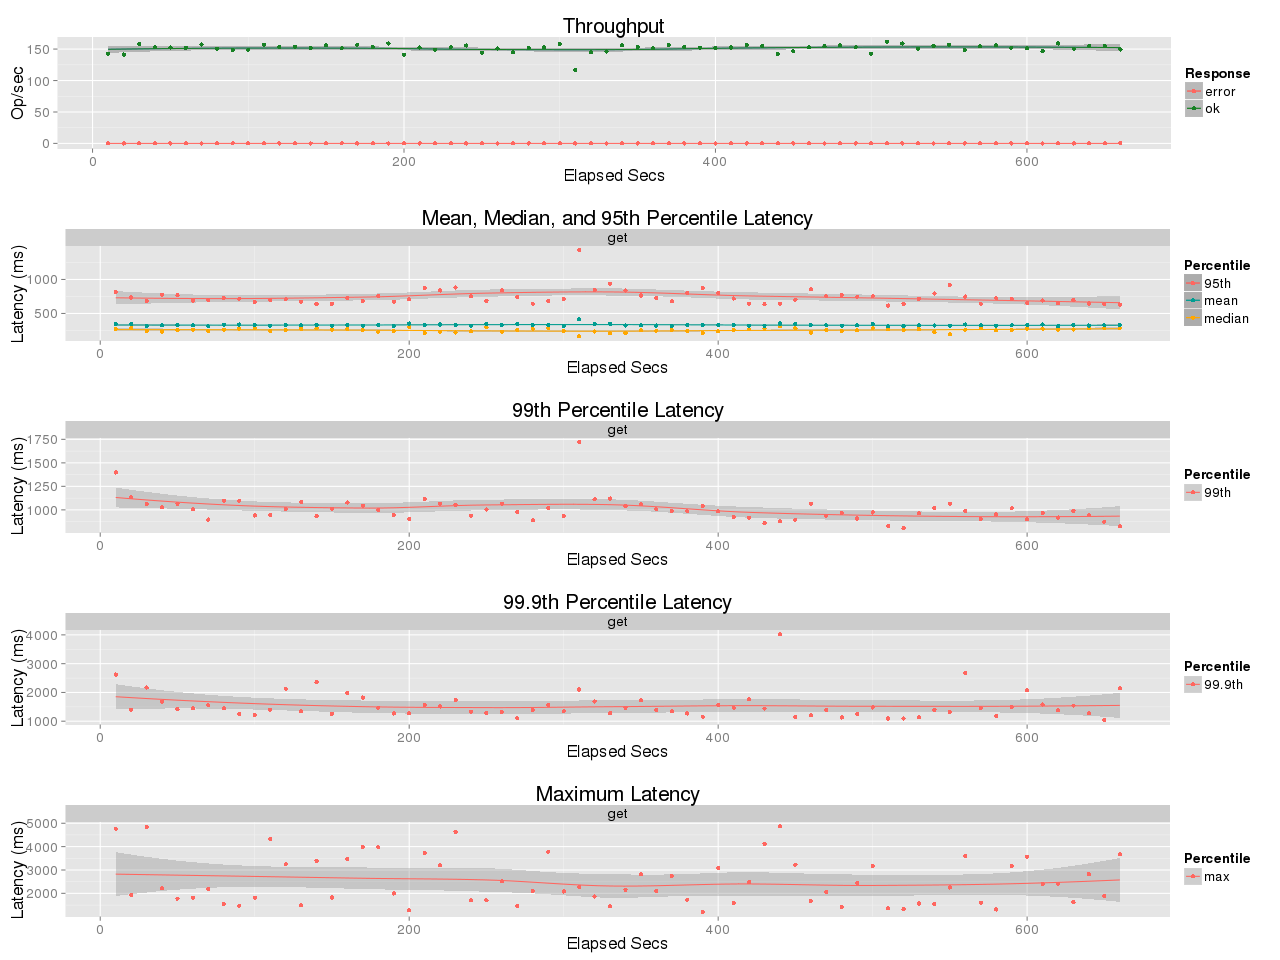 Throughput
Op/sec
150
100
50
0
0 200 400 600
Elapsed Secs
Response
error
ok
Mean, Median, and 95th Percentile Latency
get
Latency (ms)
1000
500
0 200 400 600
Elapsed Secs
Percentile
95th
mean
median
99th Percentile Latency
get
Latency (ms)
1750
1500
1250
1000
0 200 400 600
Elapsed Secs
Percentile
99th
99.9th Percentile Latency
get
Latency (ms)
4000
3000
2000
1000
0 200 400 600
Elapsed Secs
Percentile
99.9th
Maximum Latency
get
Latency (ms)
5000
4000
3000
2000
0 200 400 600
Elapsed Secs
Percentile
max